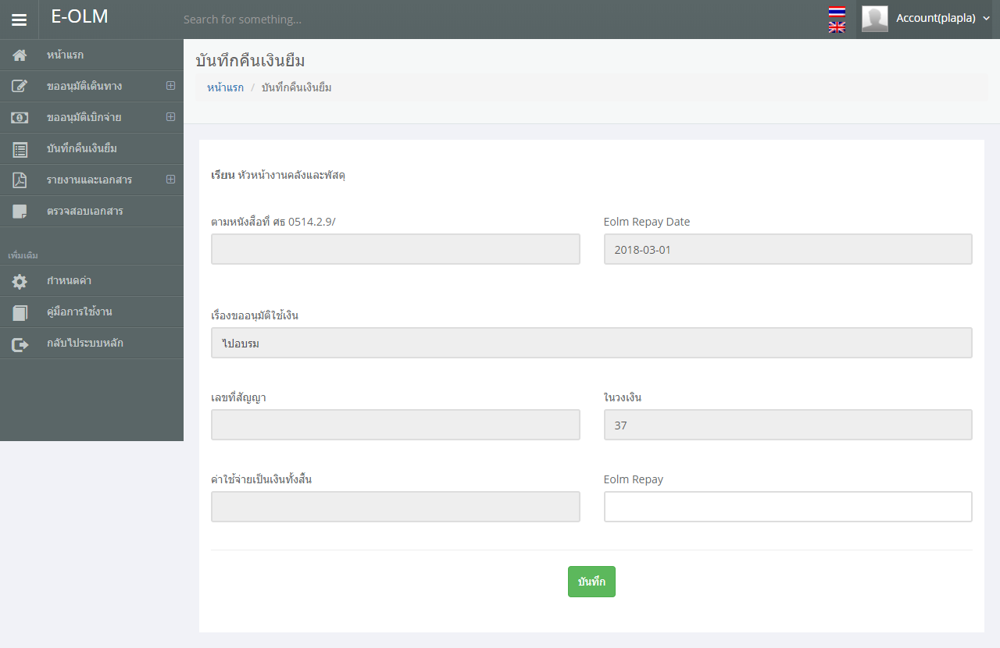 E-OLM
Search for something...
Account(plapla)
หน้าแรก
ขออนุมัติเดินทาง
ขออนุมัติเบิกจ่าย
บันทึกคืนเงินยืม
รายงานและเอกสาร
ตรวจสอบเอกสาร
เพิ่มเติม
กำหนดค่า
คู่มือการใช้งาน
กลับไประบบหลัก
บันทึกคืนเงินยืม
หน้าแรก / บันทึกคืนเงินยืม
เรียน หัวหน้างานคลังและพัสดุ
ตามหนังสือที่ ศธ 0514.2.9/
Eolm Repay Date
2018-03-01
เรื่องขออนุมัติใช้เงิน
ไปอบรม
เลขที่สัญญา
ในวงเงิน
37
ค่าใช้จ่ายเป็นเงินทั้งสิ้น
Eolm Repay
บันทึก